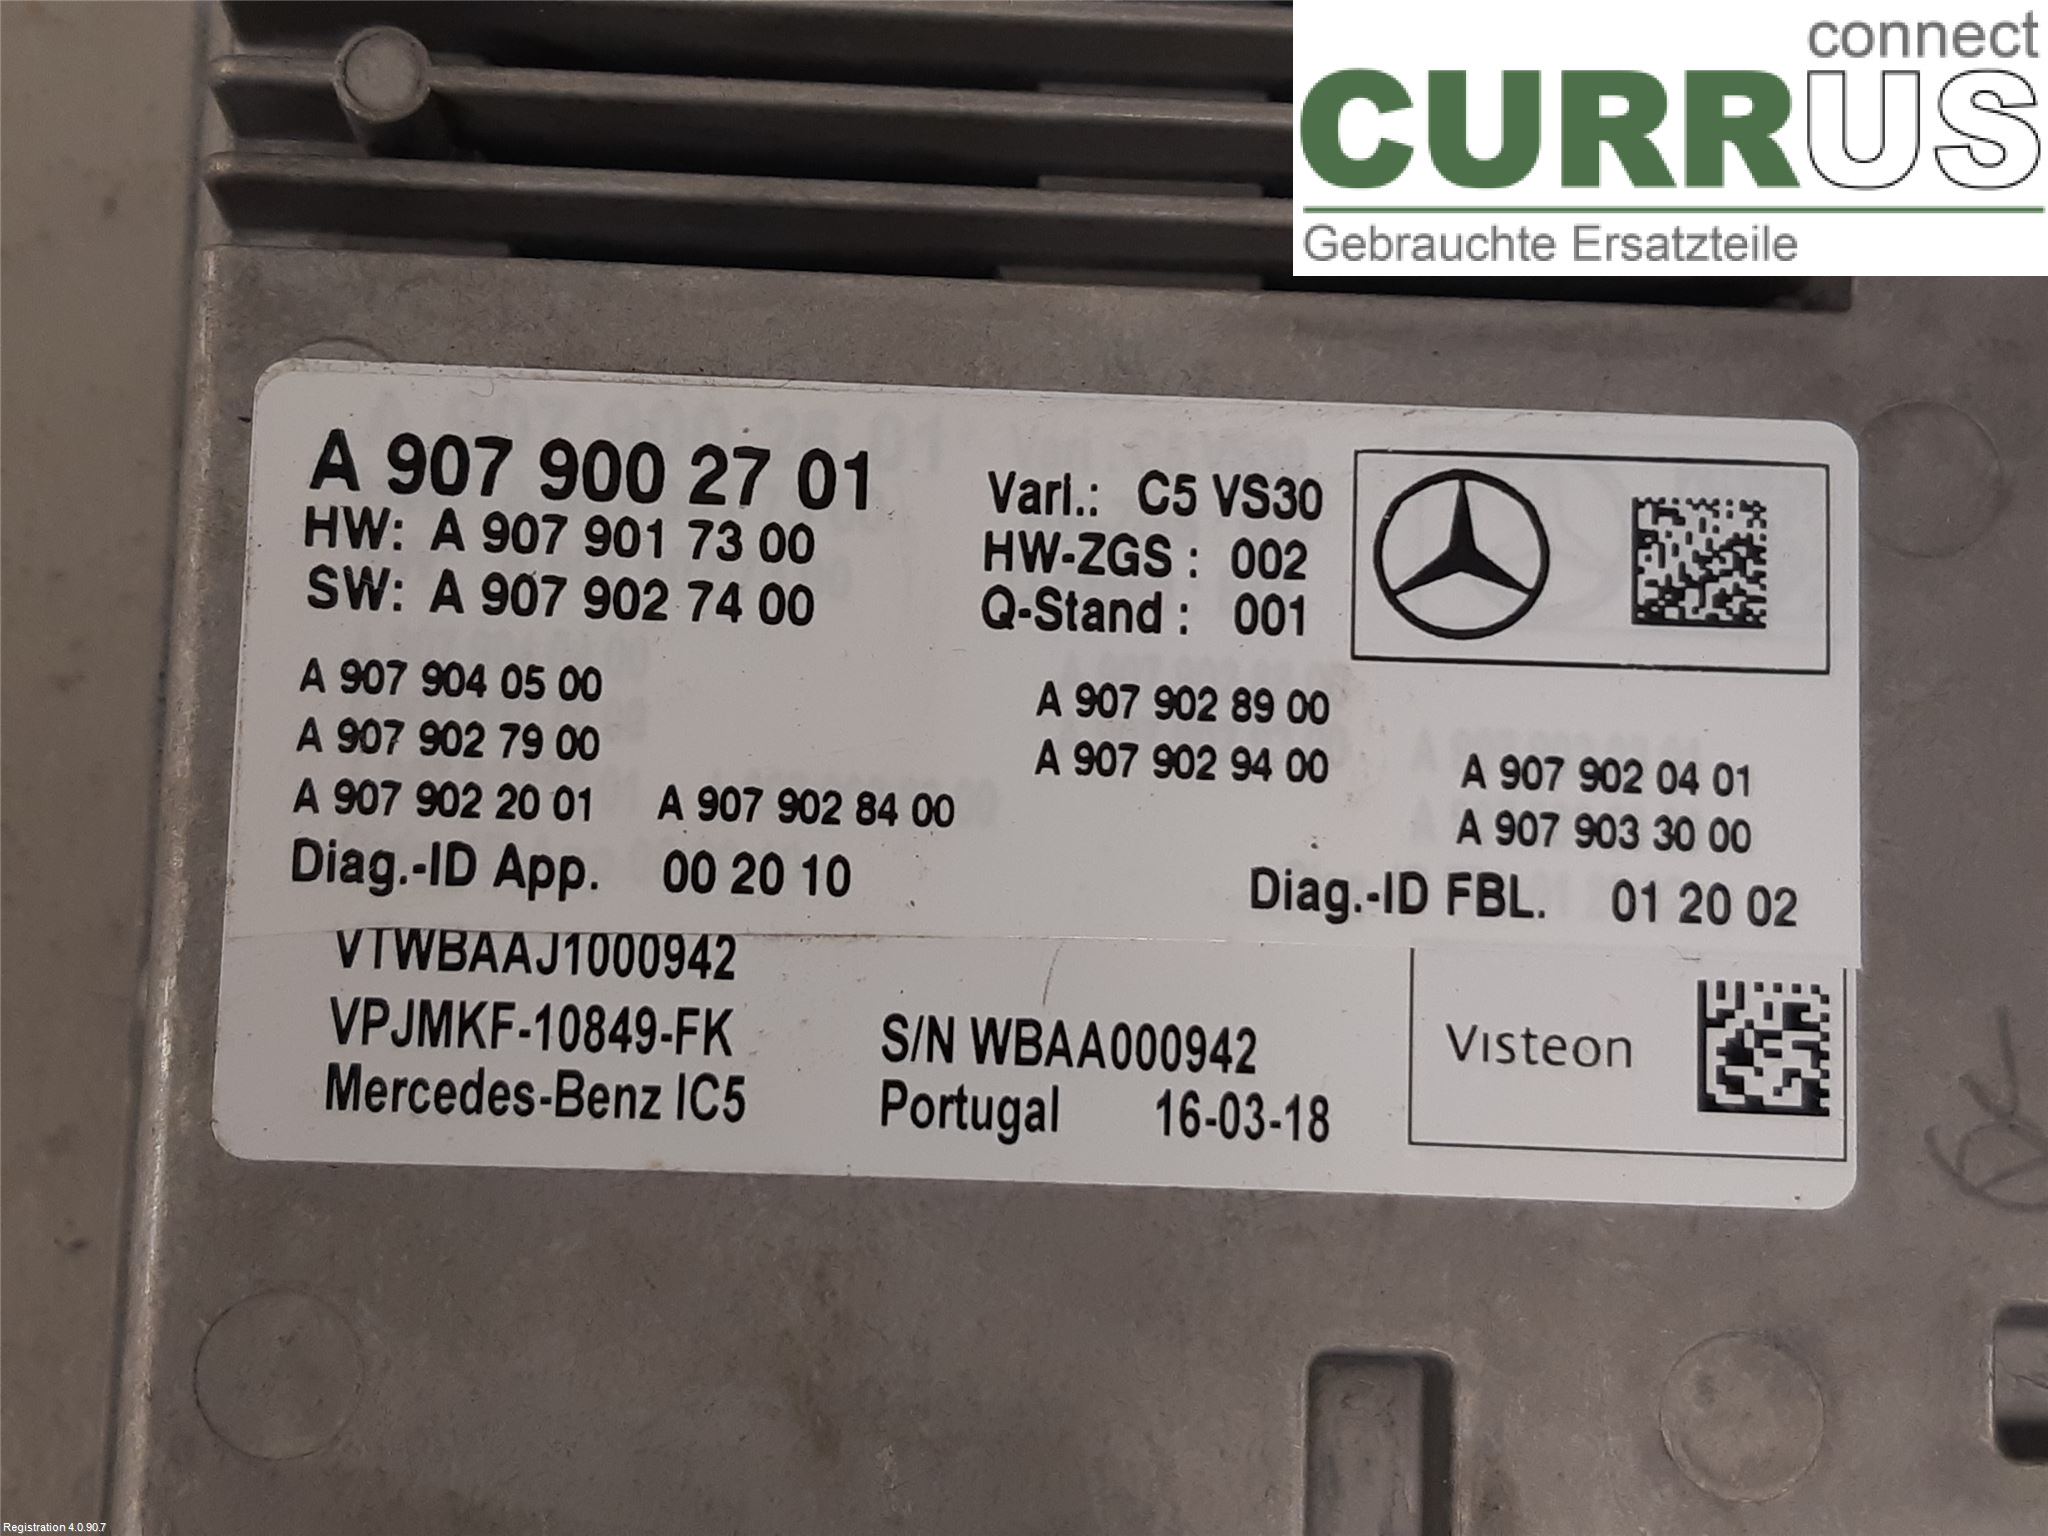 connect
CURRUS
Gebrauchte Ersatzteile
A 907 900 27 01
HW: A 907 901 73 00
SW: A 907 902 74 00
Vari.: C5 VS30
HW-ZGS : 002
Q-Stand : 001
A 907 904 05 00
A 907 902 79 00
A 907 902 20 01 A 907 902 84 00
A 907 902 89 00
A 907 902 94 00
A 907 902 04 01
A 907 903 30 00
Diag.-ID App. 00 20 10
Diag.-ID FBL. 01 20 02
VTWBAAJ1000942
VPJMKF-10849-FK
Mercedes-Benz IC5
S/N WBAA000942
Portugal 16-03-18
Visteon
Registration 4.0.90.7